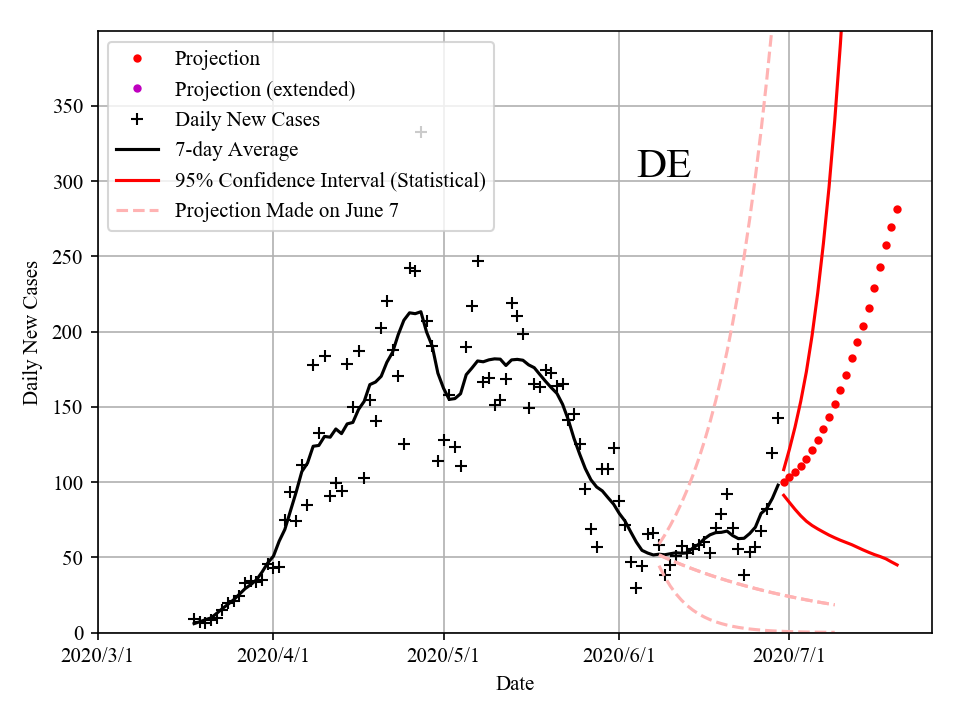 Projection
Projection (extended)
Daily New Cases
7-day Average
95% Confidence Interval (Statistical)
Projection Made on June 7
DE
350
300
250
200
150
100
50
0
Daily New Cases
2020/3/1 2020/4/1 2020/5/1 2020/6/1 2020/7/1
Date